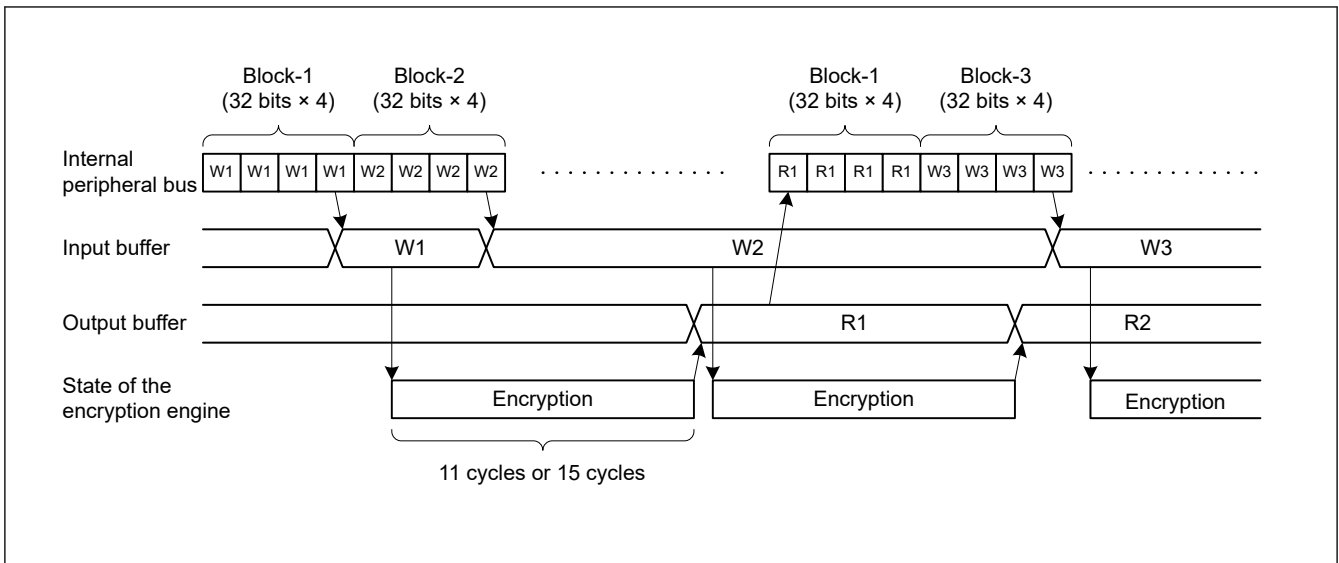 Block-1
(32 bits × 4)
Block-2
(32 bits × 4)
Block-1
(32 bits × 4)
Block-3
(32 bits × 4)
Internal
peripheral bus
W1 W1 W1 W1 W2 W2 W2 W2 . . . . . . . . . . . . . . R1 R1 R1 R1 W3 W3 W3 W3 . . . . . . . . . . . . .
Input buffer
W1
W2
W3
Output buffer
R1
R2
State of the
encryption engine
Encryption
Encryption
Encryption
11 cycles or 15 cycles